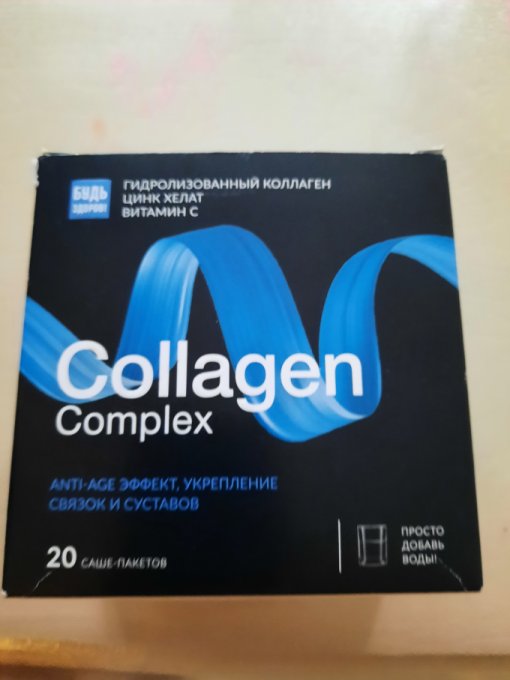 БУДЬ
ЗДОРОВ!
ГИДРОЛИЗОВАННЫЙ КОЛЛАГЕН
ЦИНК ХЕЛАТ
ВИТАМИН С
Collagen
Complex
ANTI-AGE ЭФФЕКТ, УКРЕПЛЕНИЕ
СВЯЗОК И СУСТАВОВ
20 САШЕ-ПАКЕТОВ
ПРОСТО
ДОБАВЬ
ВОДЫ!